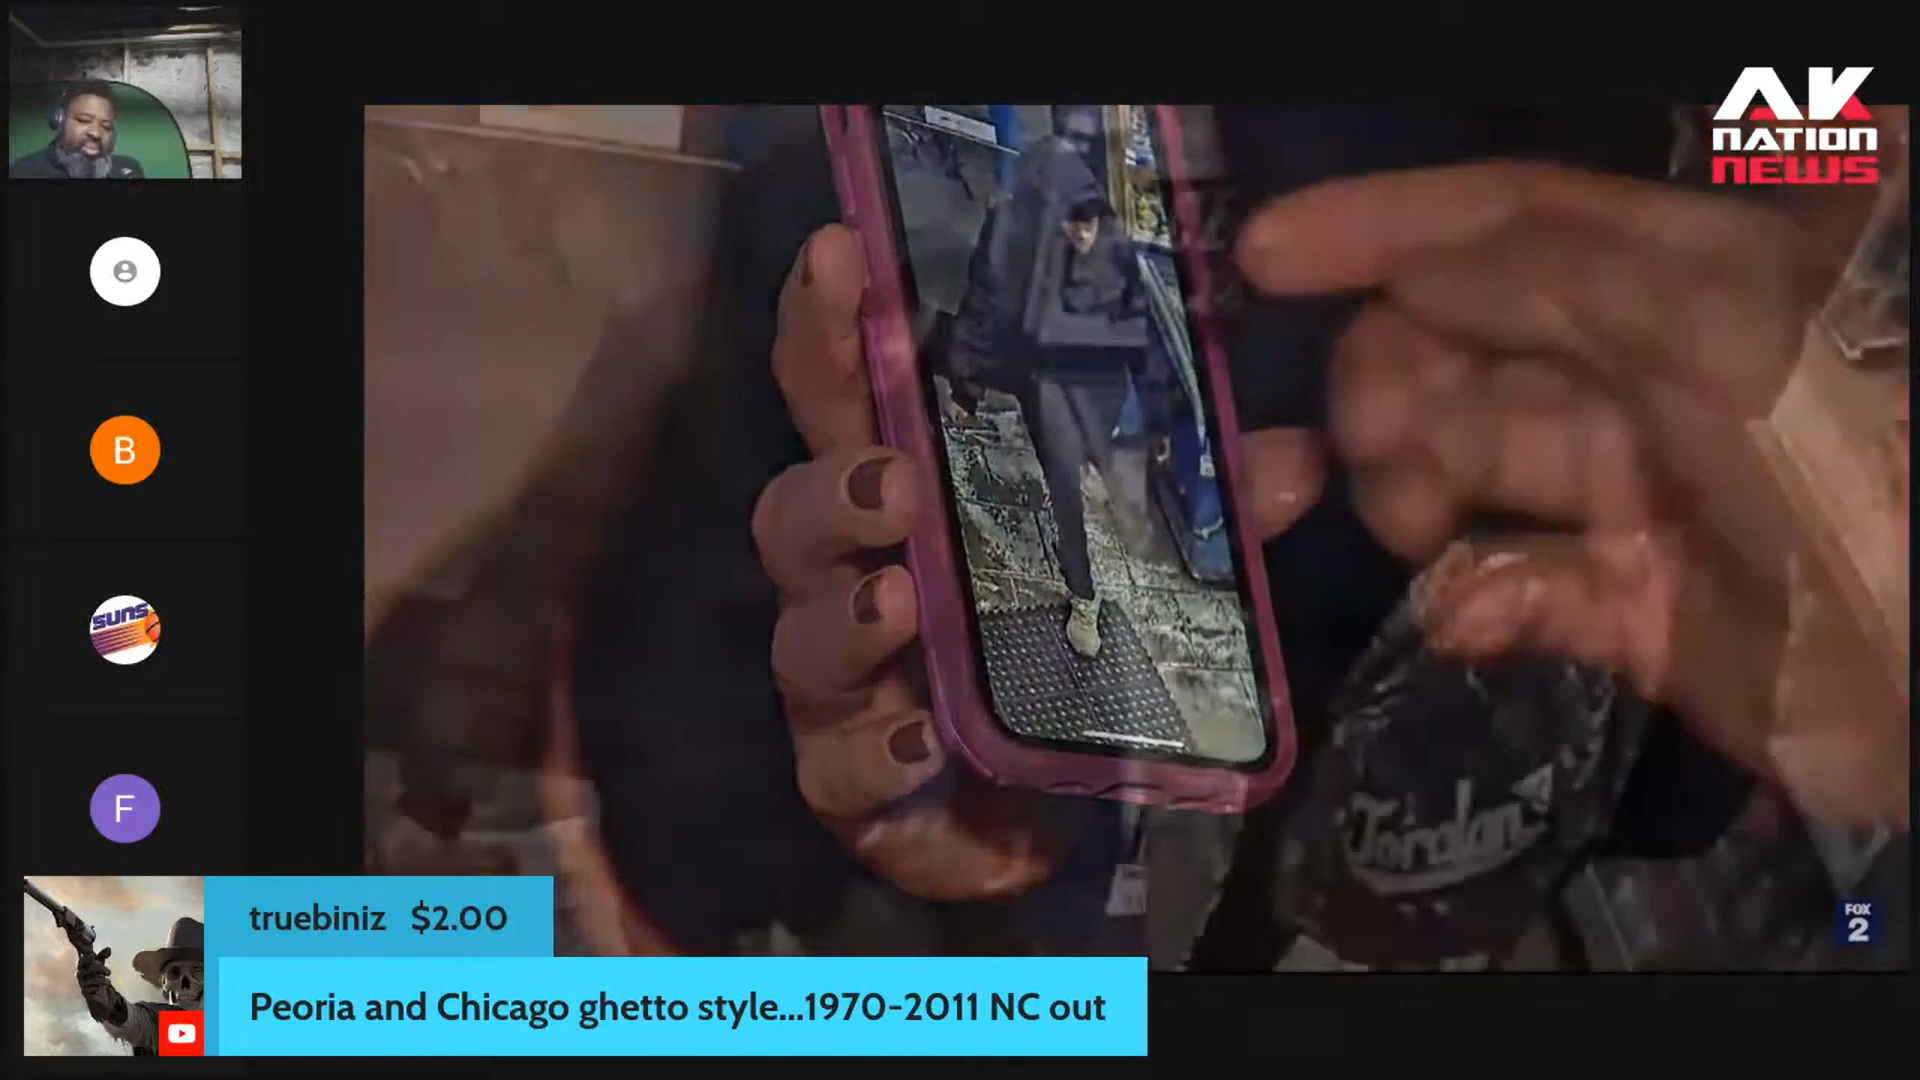 AK
NATION
NEWS
B
SUNS
F
Jordan
FOX
2
truebiniz $2.00
Peoria and Chicago ghetto style...1970-2011 NC out